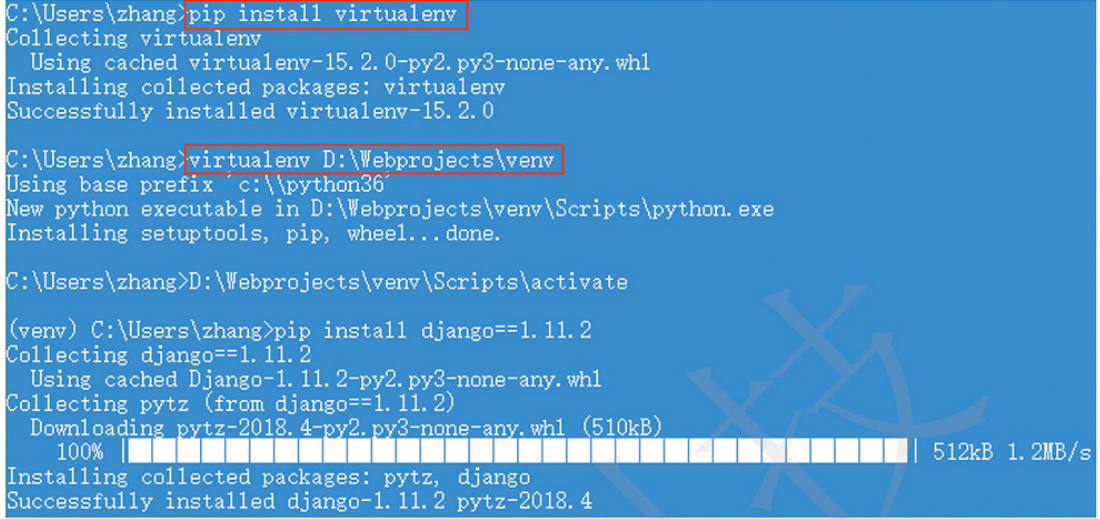 C:\Users\zhang>pip install virtualenv
Collecting virtualenv
  Using cached virtualenv-15.2.0-py2.py3-none-any.whl
Installing collected packages: virtualenv
Successfully installed virtualenv-15.2.0
C:\Users\zhang>virtualenv D:\Webprojects\venv
Using base prefix 'c:\\python36'
New python executable in D:\Webprojects\venv\Scripts\python.exe
Installing setuptools, pip, wheel...done.
C:\Users\zhang>D:\Webprojects\venv\Scripts\activate
(venv) C:\Users\zhang>pip install django==1.11.2
Collecting django==1.11.2
  Using cached Django-1.11.2-py2.py3-none-any.whl
Collecting pytz (from django==1.11.2)
  Downloading pytz-2018.4-py2.py3-none-any.whl (510kB)
    100% || 512kB 1.2MB/s
Installing collected packages: pytz, django
Successfully installed django-1.11.2 pytz-2018.4